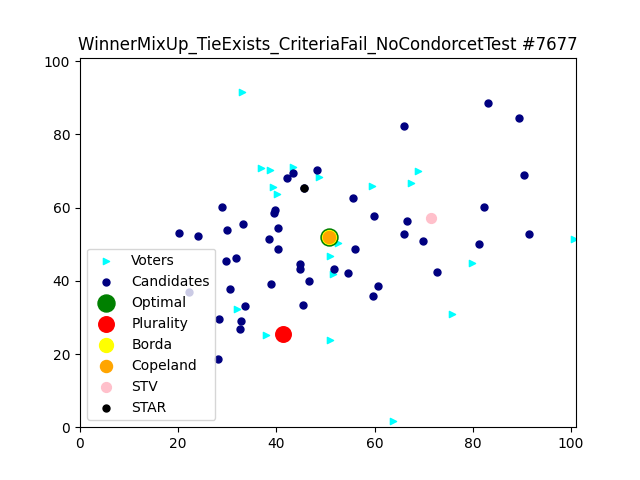 WinnerMixUp_TieExists_CriteriaFail_NoCondorcetTest #7677
100
80
60
40
20
0
Voters
Candidates
Optimal
Plurality
Borda
Copeland
STV
STAR
0 20 40 60 80 100